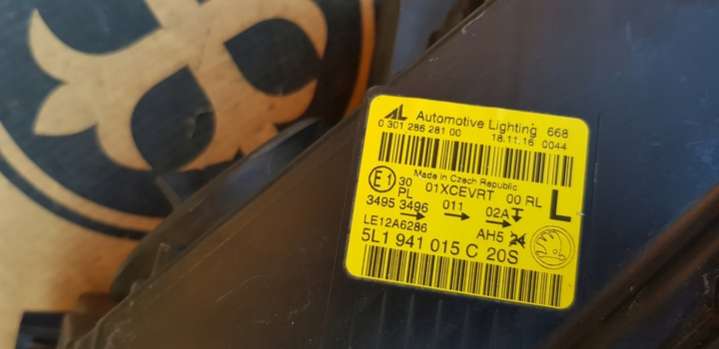 AL Automotive Lighting 668
0 301 286 281 00 18.11.16 0044
Made in Czech Republic
E1 30 01XCEVRT 00 RL
PL
3495 3496 011 02A L
LE12A6286 AH5 24
5L1 941 015 C 20S